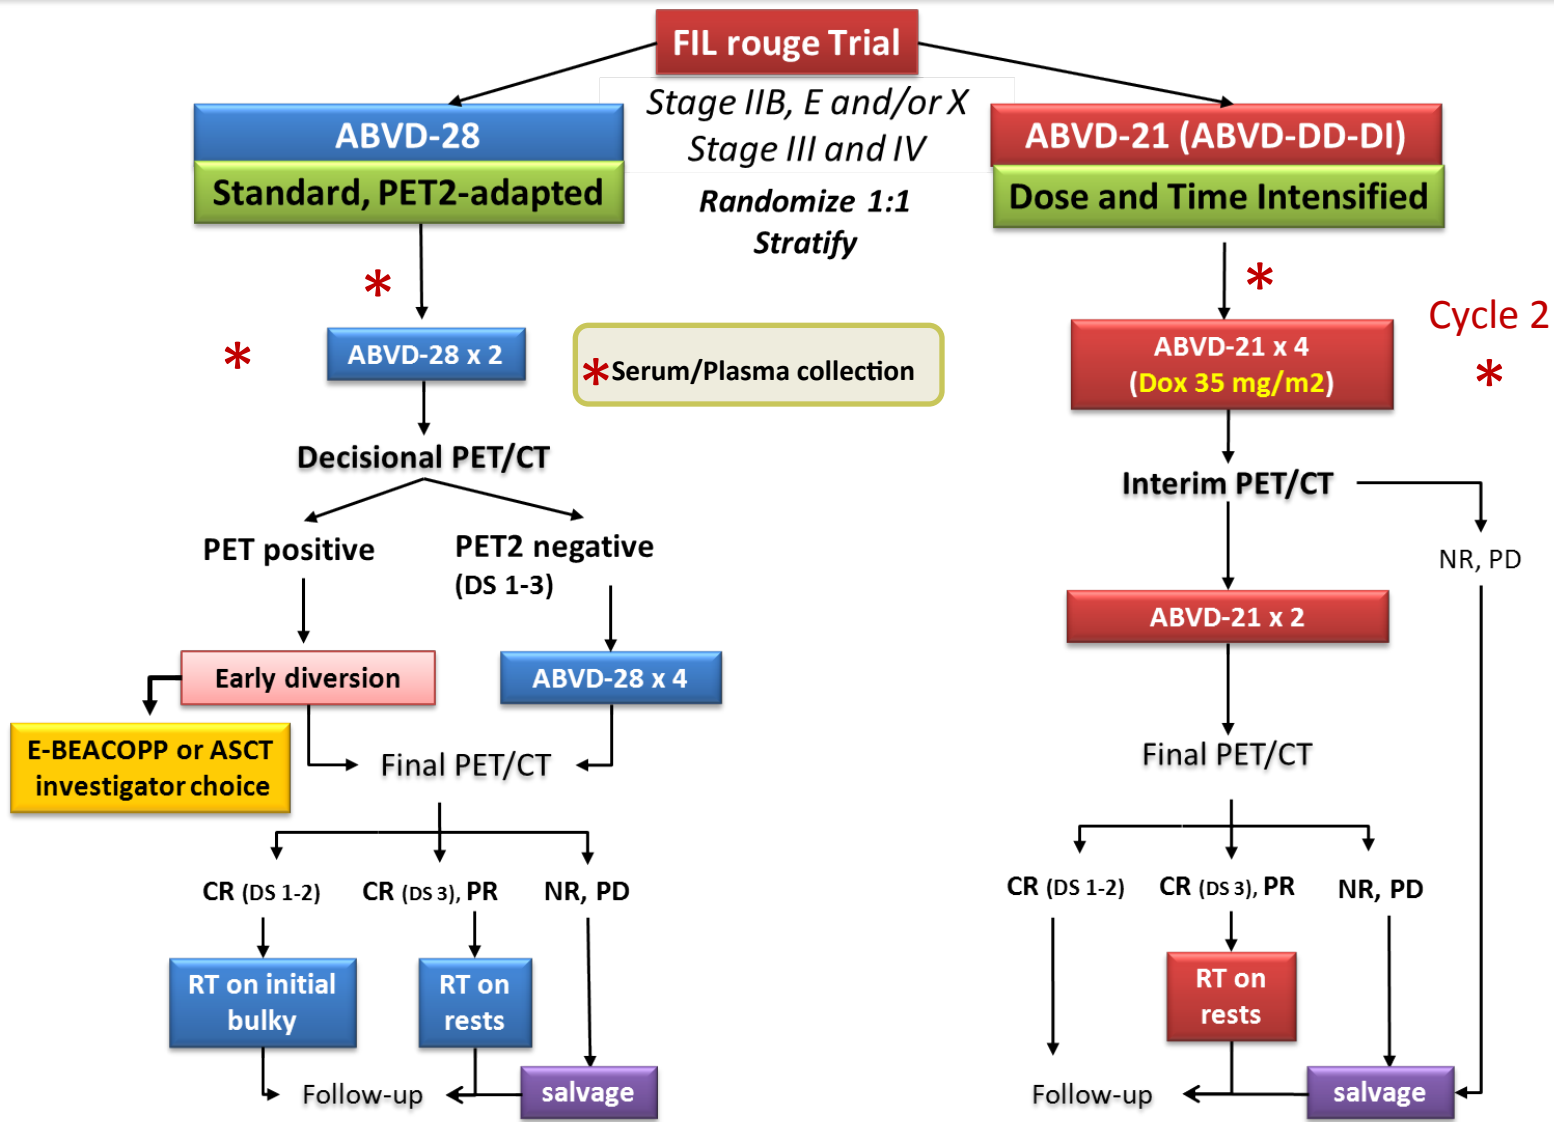 FIL rouge Trial
Stage IIB, E and/or X
Stage III and IV
Randomize 1:1
Stratify
ABVD-28
Standard, PET2-adapted
*
*
ABVD-28 x 2
* Serum/Plasma collection
Decisional PET/CT
PET positive
PET2 negative
(DS 1-3)
Early diversion
ABVD-28 x 4
E-BEACOPP or ASCT
investigator choice
Final PET/CT
CR (DS 1-2)
CR (DS 3), PR
NR, PD
RT on initial
bulky
RT on
rests
Follow-up
salvage
ABVD-21 (ABVD-DD-DI)
Dose and Time Intensified
*
Cycle 2
*
ABVD-21 x 4
(Dox 35 mg/m2)
Interim PET/CT
NR, PD
ABVD-21 x 2
Final PET/CT
CR (DS 1-2)
CR (DS 3), PR
NR, PD
RT on
rests
Follow-up
salvage